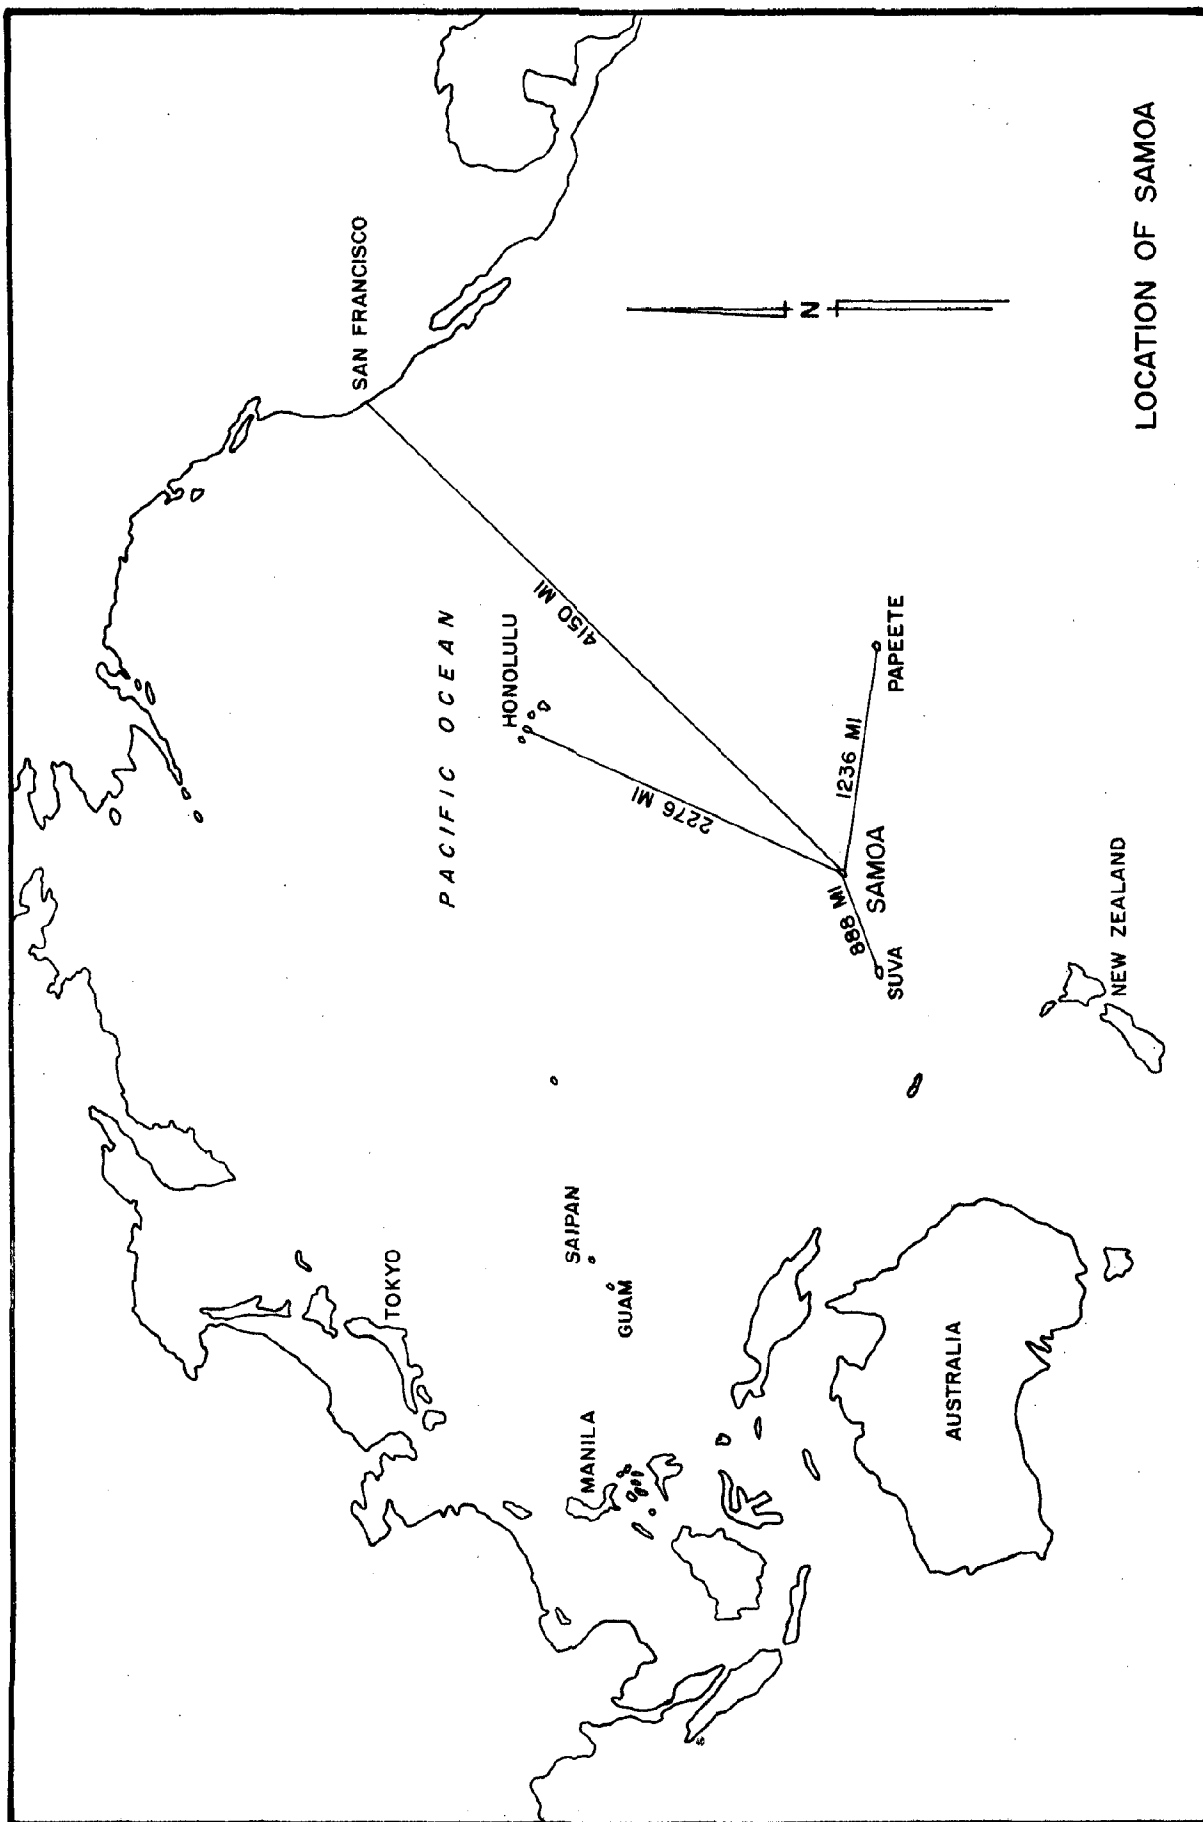 SAN FRANCISCO
PACIFIC OCEAN
HONOLULU
4150 MI
2276 MI
TOKYO
SAIPAN
GUAM
MANILA
888 MI
1236 MI
SAMOA
SUVA
PAPEETE
N
AUSTRALIA
NEW ZEALAND
LOCATION OF SAMOA